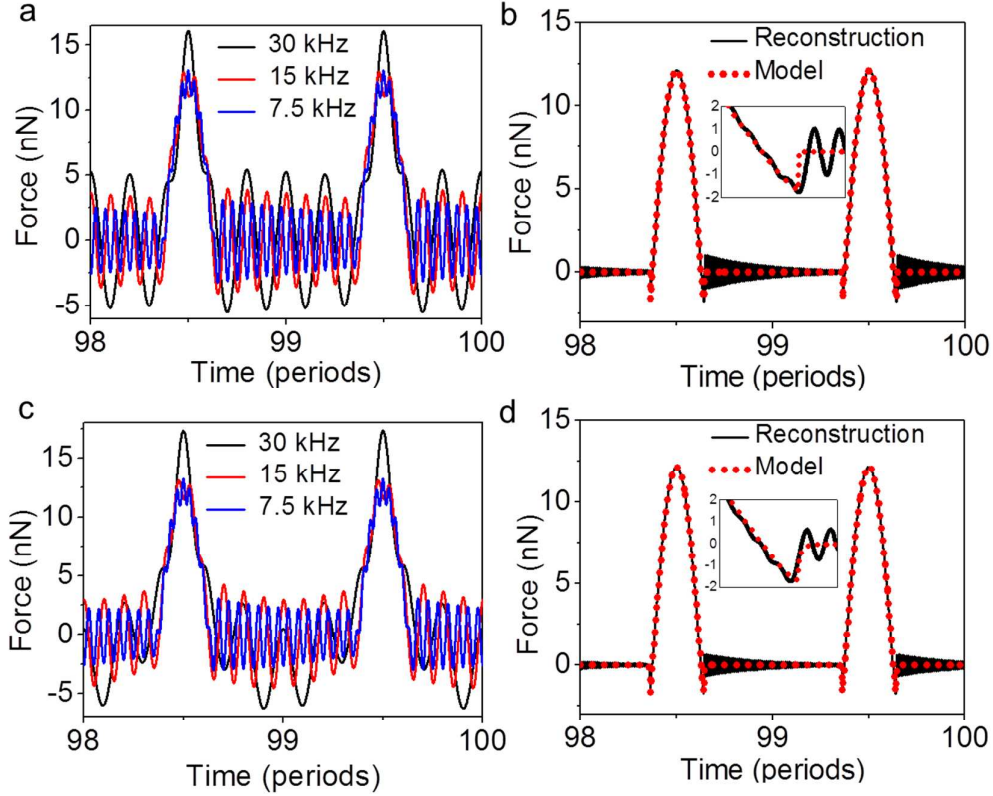 a
30 kHz
15 kHz
7.5 kHz
Force (nN)
15
10
5
0
-5
98
99
100
Time (periods)
b
Reconstruction
Model
Force (nN)
15
10
5
0
2
1
0
-1
-2
98
99
100
Time (periods)
c
30 kHz
15 kHz
7.5 kHz
Force (nN)
15
10
5
0
-5
98
99
100
Time (periods)
d
Reconstruction
Model
Force (nN)
15
10
5
0
2
1
0
-1
-2
98
99
100
Time (periods)